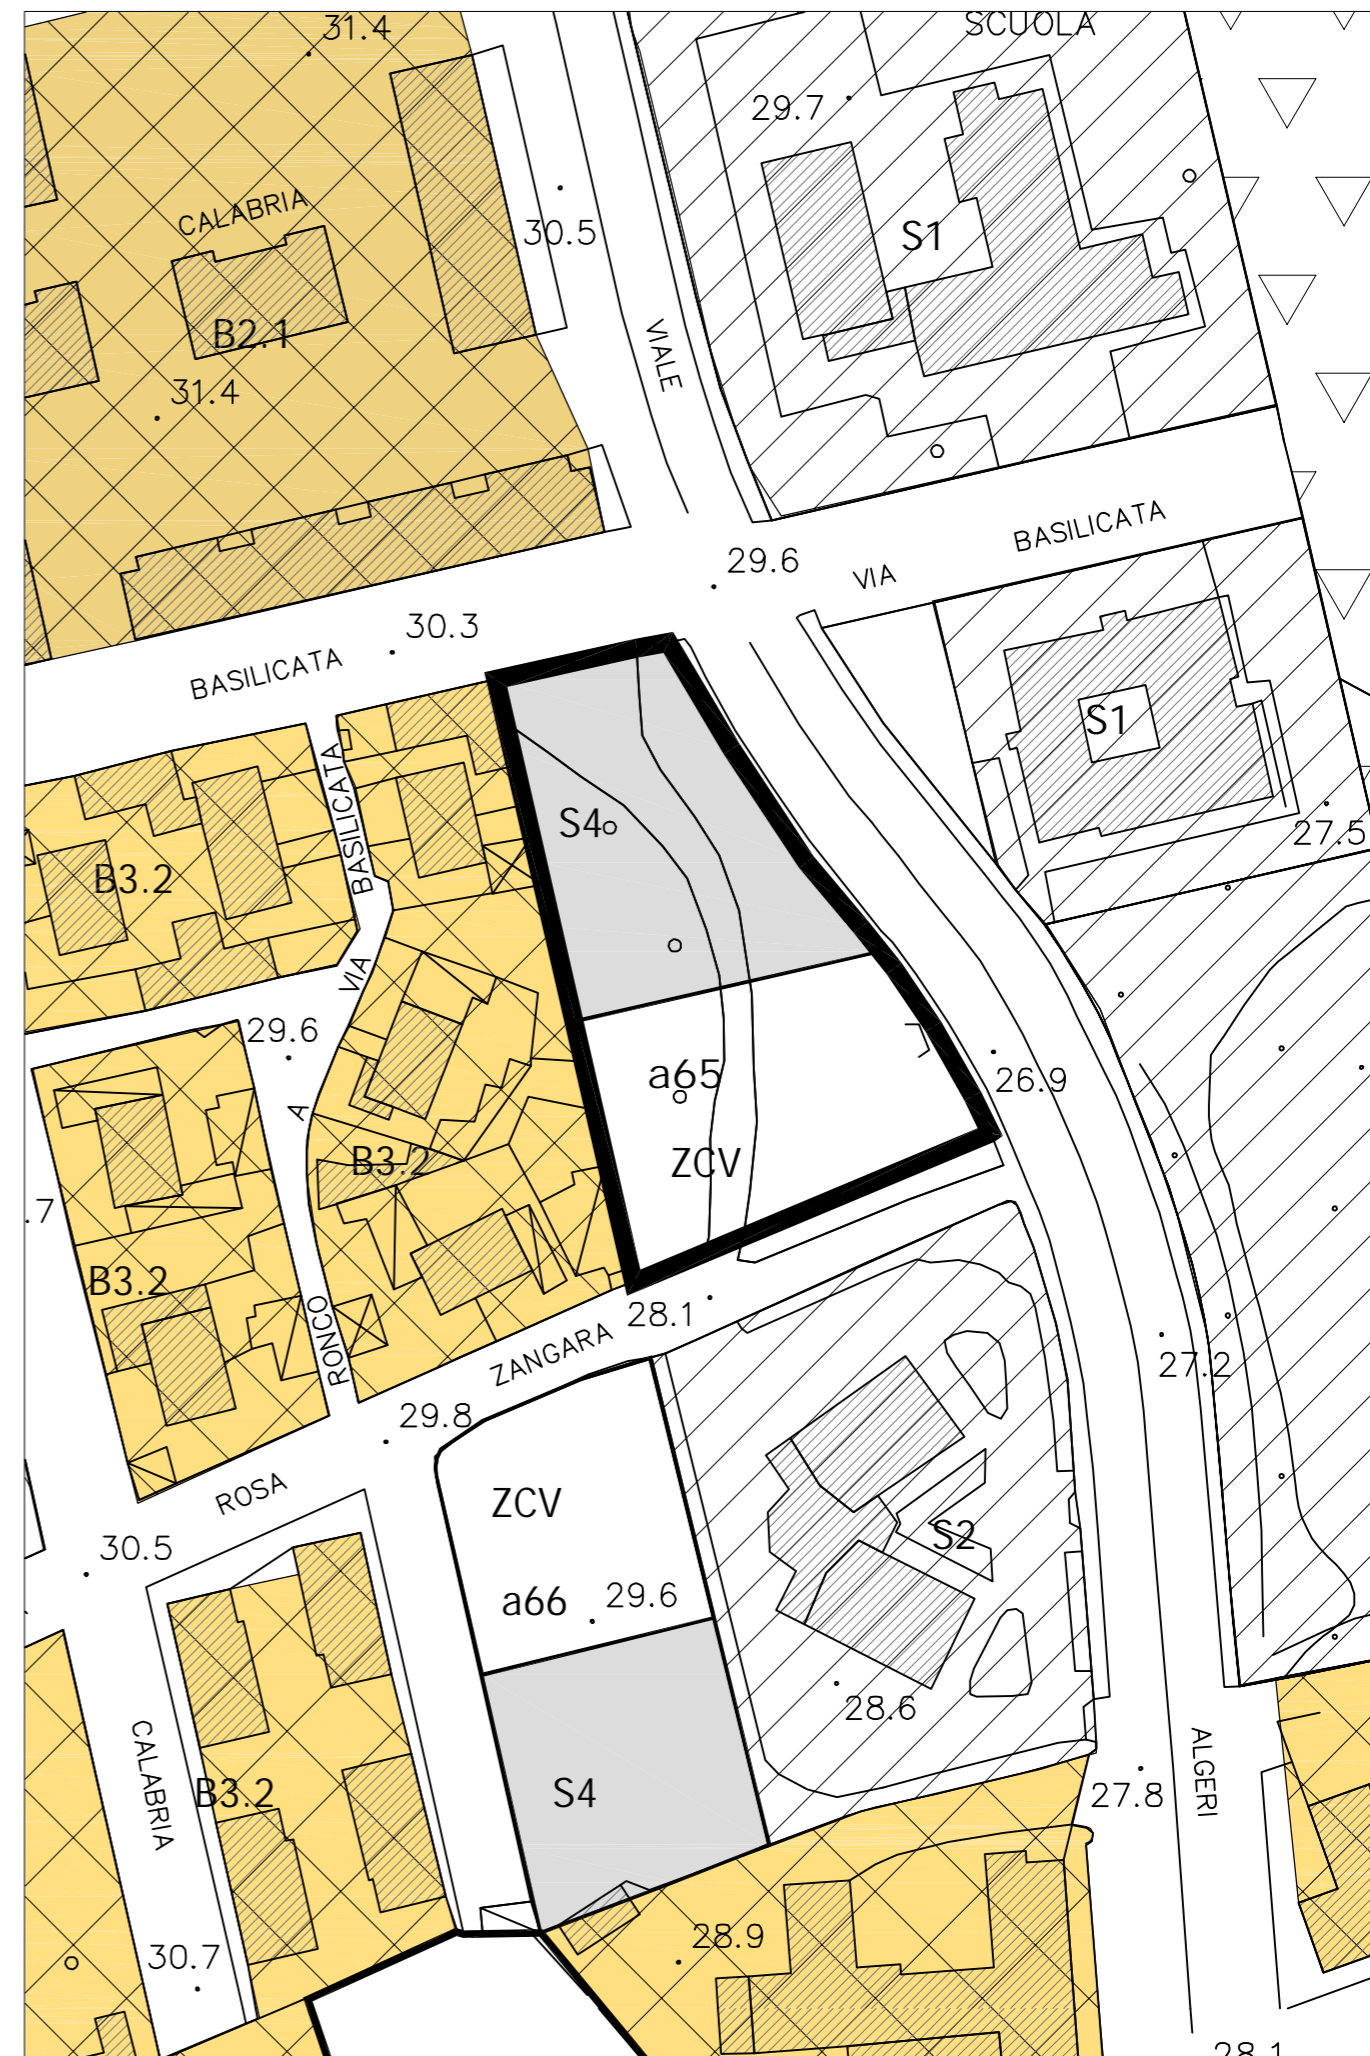 31.4
SCUOLA
29.7
CALABRIA
30.5
S1
B2.1
VIALE
31.4
BASILICATA
29.6
VIA
30.3
BASILICATA
S1
BASILICATA
S4
27.5
B3.2
VIA
29.6
a65
26.9
A
B3.2
ZCV
.7
B3.2
28.1
RONCO
ZANGARA
27.2
29.8
ROSA
ZCV
30.5
S2
a66
29.6
28.6
CALABRIA
ALGERI
B3.2
S4
27.8
28.9
30.7
28.1